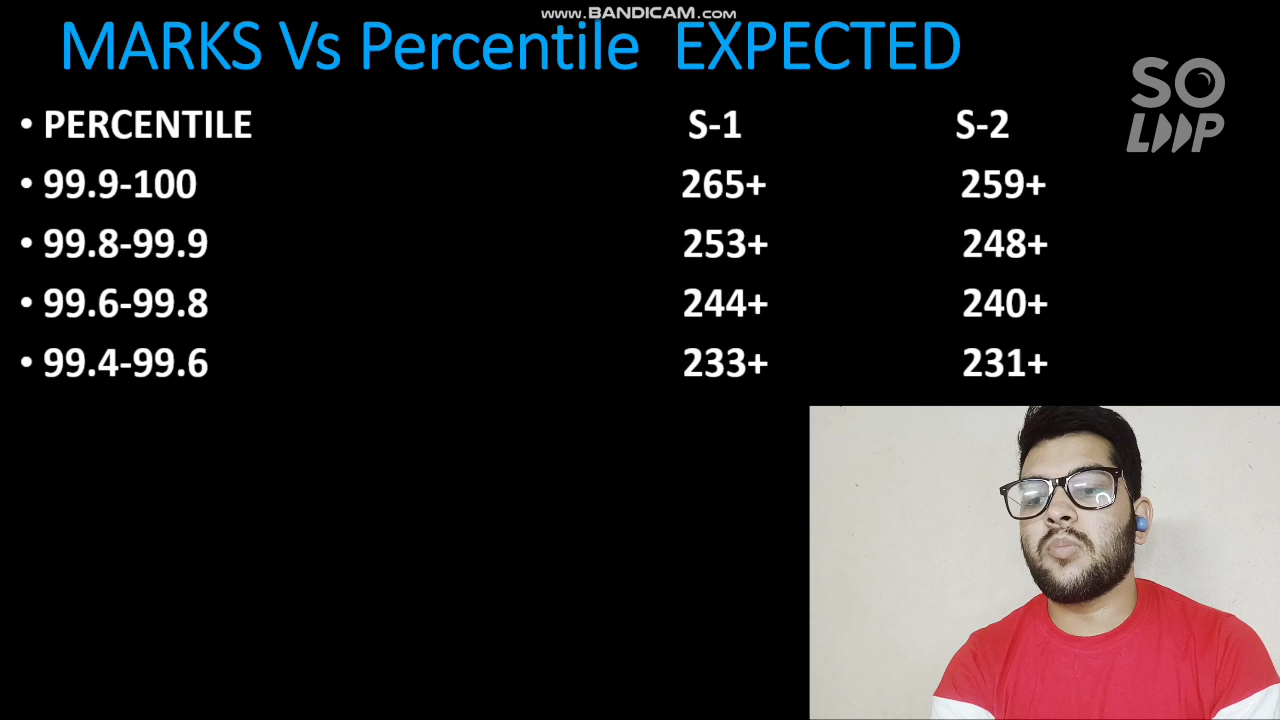 www.BANDICAM.com
MARKS Vs Percentile EXPECTED
SO
LOOP
• PERCENTILE S-1 S-2
• 99.9-100 265+ 259+
• 99.8-99.9 253+ 248+
• 99.6-99.8 244+ 240+
• 99.4-99.6 233+ 231+